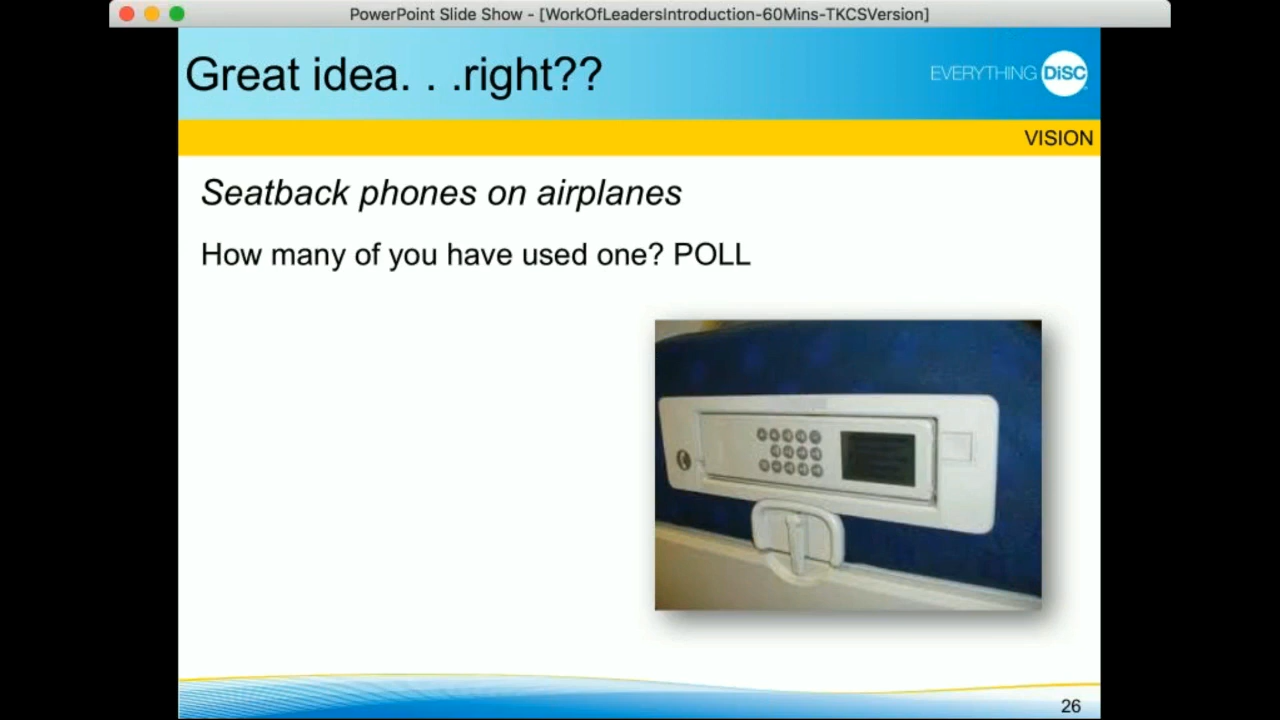 PowerPoint Slide Show - [WorkOfLeadersIntroduction-60Mins-TKCSVersion]
Great idea. . .right??
EVERYTHING DiSC
VISION
Seatback phones on airplanes
How many of you have used one? POLL
26